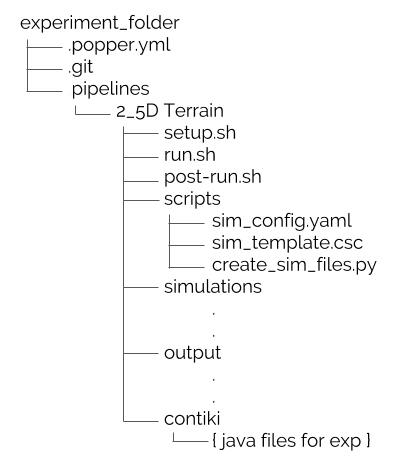 experiment_folder
.popper.yml
.git
pipelines
2_5D Terrain
setup.sh
run.sh
post-run.sh
scripts
sim_config.yaml
sim_template.csc
create_sim_files.py
simulations
.
.
output
.
.
contiki
{ java files for exp }